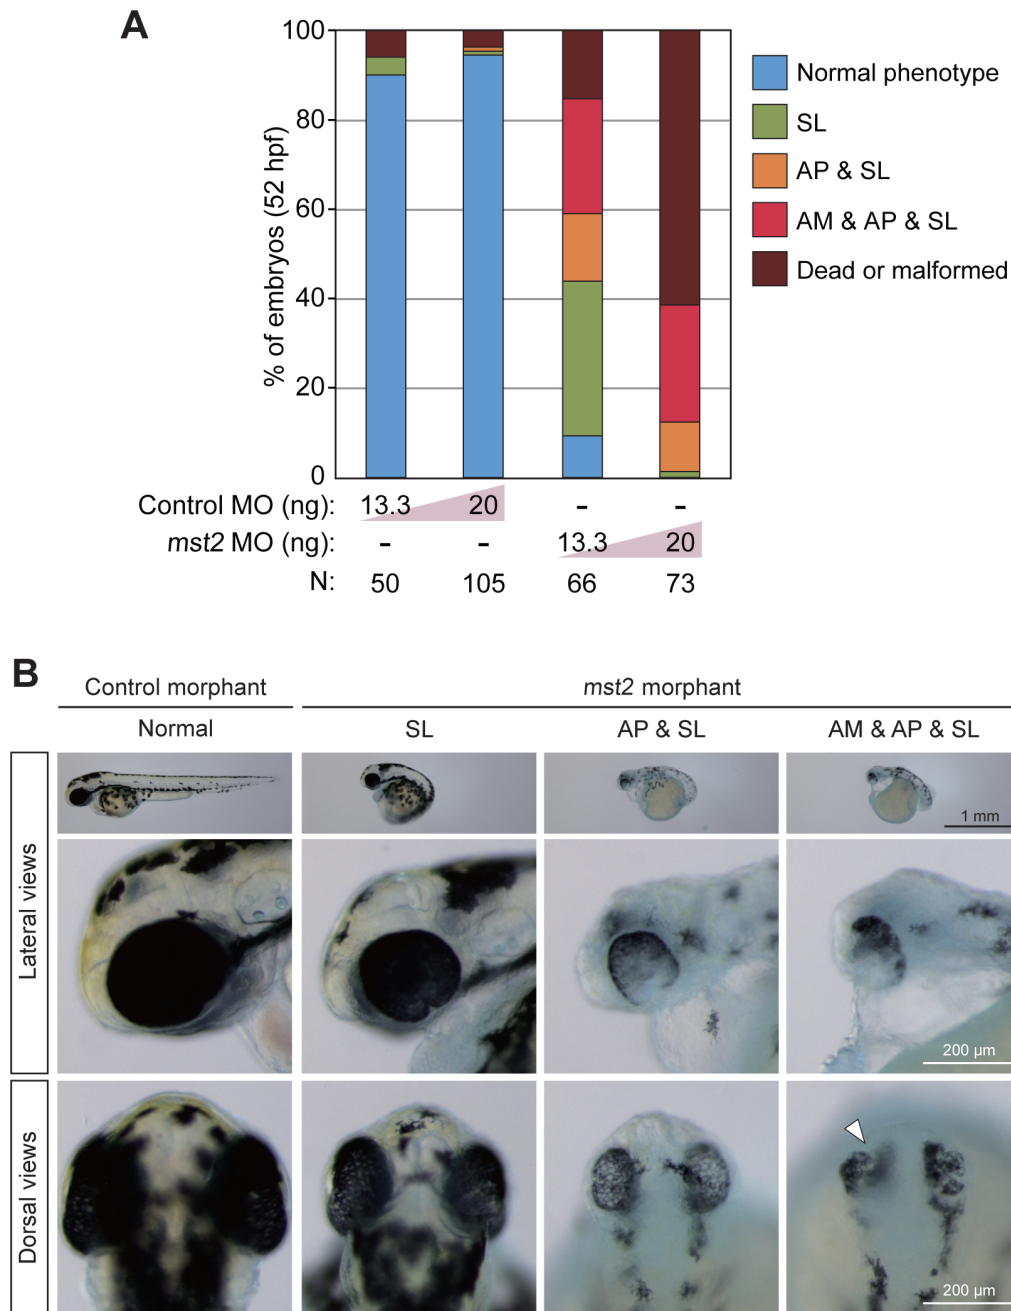 A
100
80
60
40
20
0
% of embryos (52 hpf)
Normal phenotype
SL
AP & SL
AM & AP & SL
Dead or malformed
Control MO (ng): 13.3 20 - -
mst2 MO (ng): - - 13.3 20
N: 50 105 66 73
B
Control morphant mst2 morphant
Normal SL AP & SL AM & AP & SL
Lateral views
1 mm
200 µm
Dorsal views
200 µm